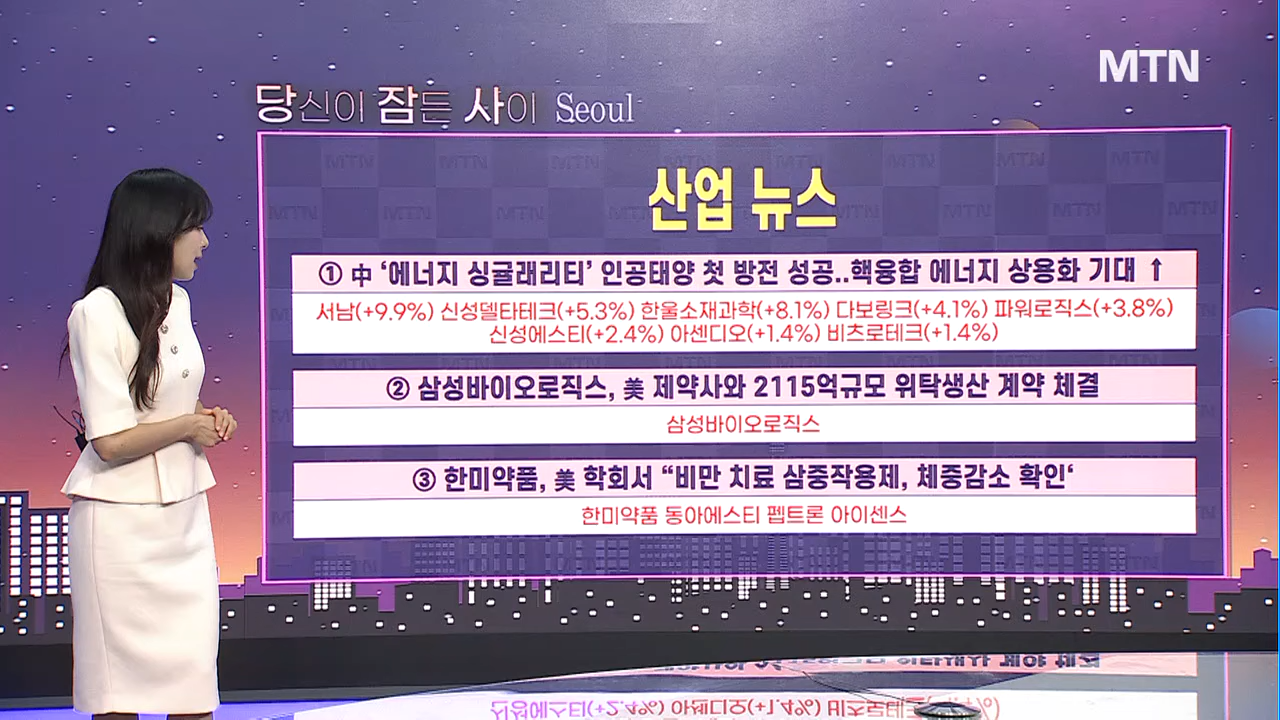 MTN
당신이 잠든 사이 Seoul
산업 뉴스
① 中 ‘에너지 싱귤래리티’ 인공태양 첫 방전 성공..핵융합 에너지 상용화 기대 ↑
서남(+9.9%) 신성델타테크(+5.3%) 한울소재과학(+8.1%) 다보링크(+4.1%) 파워로직스(+3.8%)
신성에스티(+2.4%) 아센디오(+1.4%) 비츠로테크(+1.4%)
② 삼성바이오로직스, 美 제약사와 2115억규모 위탁생산 계약 체결
삼성바이오로직스
③ 한미약품, 美 학회서 “비만 치료 삼중작용제, 체중감소 확인‘
한미약품 동아에스티 펩트론 아이센스